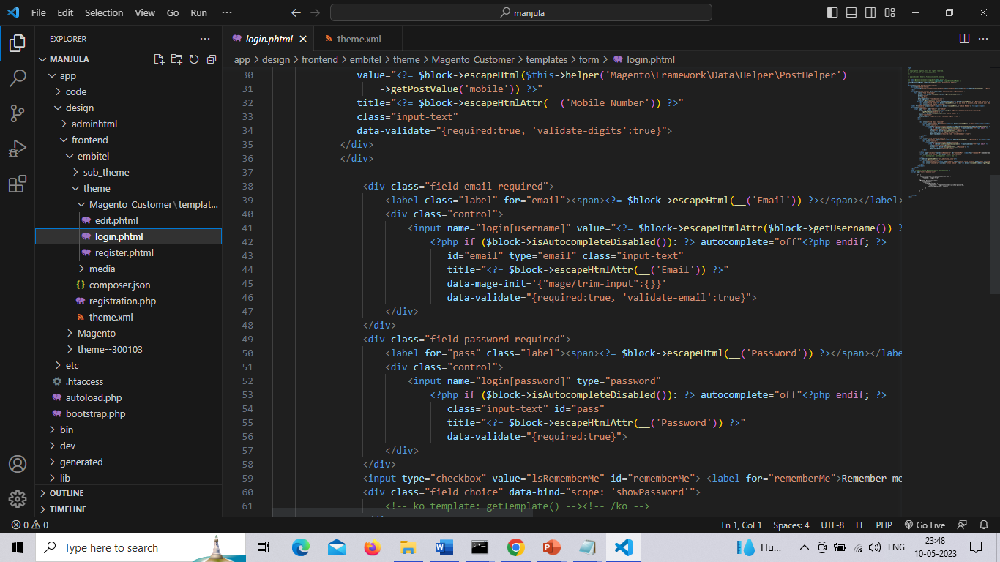 File Edit Selection View Go Run ···
manjula
EXPLORER
login.phtml
theme.xml
MANJULA
app > design > frontend > embitel > theme > Magento_Customer > templates > form > login.phtml
app
code
design
adminhtml
frontend
embitel
sub_theme
theme
Magento_Customer\templat...
edit.phtml
login.phtml
register.phtml
media
composer.json
registration.php
theme.xml
Magento
theme--300103
etc
.htaccess
autoload.php
bootstrap.php
bin
dev
generated
lib
OUTLINE
TIMELINE
30 value="<?= $block->escapeHtml($this->helper('Magento\Framework\Data\Helper\PostHelper')
31 ->getPostValue('mobile')) ?>"
32 title="<?= $block->escapeHtmlAttr(__('Mobile Number')) ?>"
33 class="input-text"
34 data-validate="{required:true, 'validate-digits':true}">
35 </div>
36 </div>
37
38 <div class="field email required">
39 <label class="label" for="email"><span><?= $block->escapeHtml(__('Email')) ?></span></label>
40 <div class="control">
41 <input name="login[username]" value="<?= $block->escapeHtmlAttr($block->getUsername()) ?
42 <?php if ($block->isAutocompleteDisabled()): ?> autocomplete="off"<?php endif; ?>
43 id="email" type="email" class="input-text"
44 title="<?= $block->escapeHtmlAttr(__('Email')) ?>"
45 data-mage-init='{"mage/trim-input":{}}'
46 data-validate="{required:true, 'validate-email':true}">
47 </div>
48 </div>
49 <div class="field password required">
50 <label for="pass" class="label"><span><?= $block->escapeHtml(__('Password')) ?></span></labe
51 <div class="control">
52 <input name="login[password]" type="password"
53 <?php if ($block->isAutocompleteDisabled()): ?> autocomplete="off"<?php endif; ?>
54 class="input-text" id="pass"
55 title="<?= $block->escapeHtmlAttr(__('Password')) ?>"
56 data-validate="{required:true}">
57 </div>
58 </div>
59 <input type="checkbox" value="lsRememberMe" id="rememberMe"> <label for="rememberMe">Remember me
60 <div class="field choice" data-bind="scope: 'showPassword'">
61 <!-- ko template: getTemplate() --><!-- /ko -->
0 0
Ln 1, Col 1 Spaces: 4 UTF-8 LF PHP Go Live
Type here to search
Hu...
ENG
23:48
10-05-2023